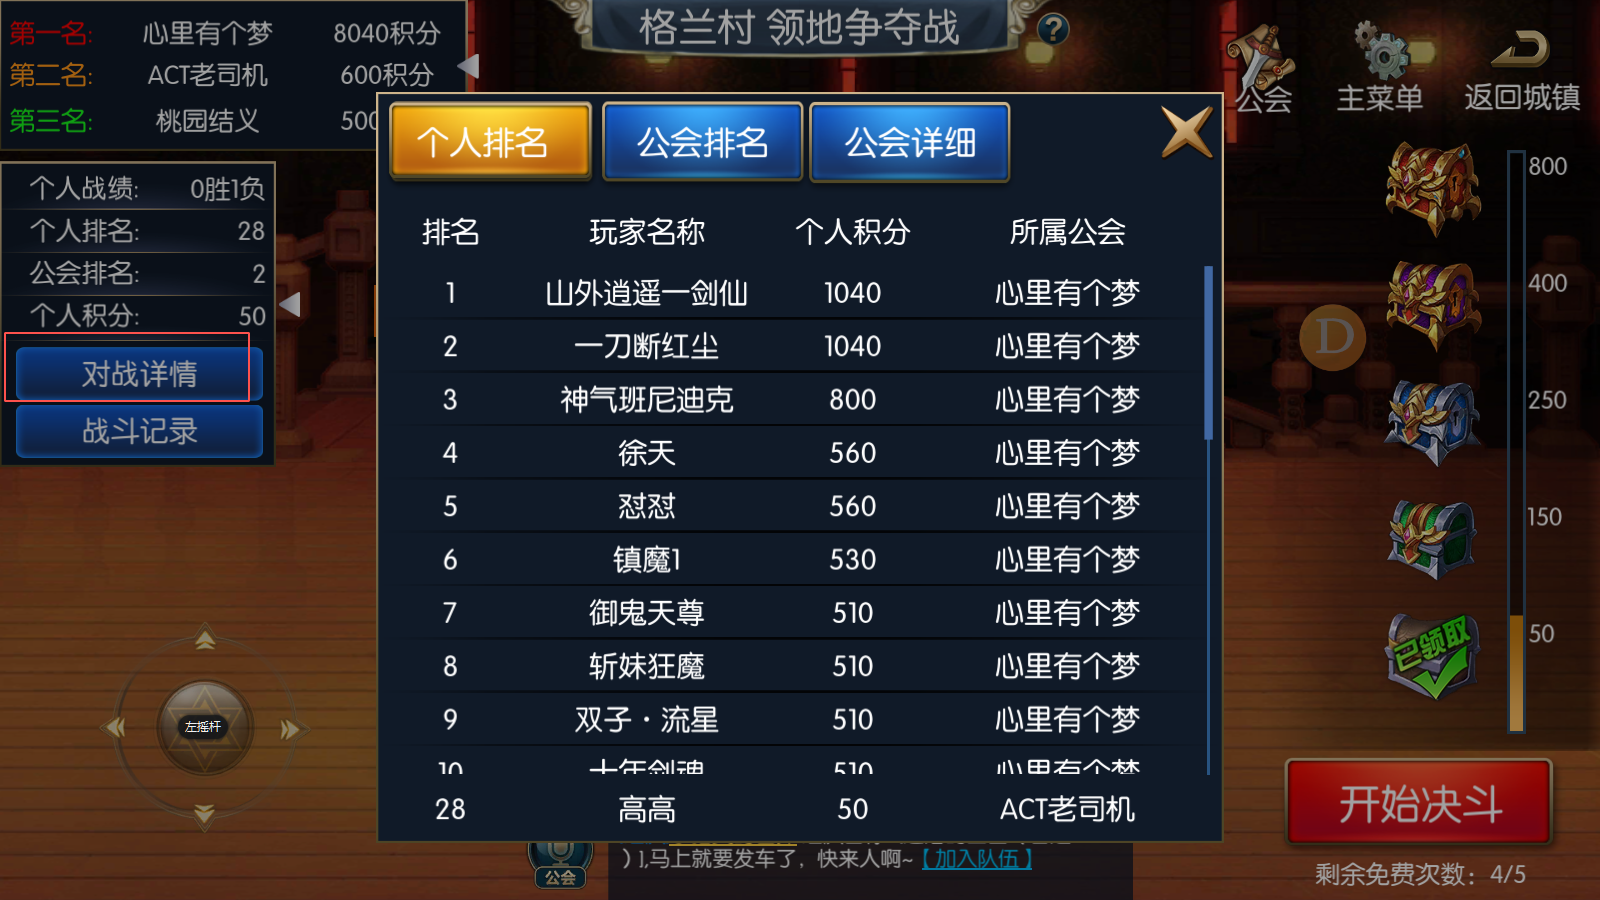 第一名: 心里有个梦 8040积分
第二名: ACT老司机 600积分
第三名: 桃园结义 500
格兰村 领地争夺战
?
公会
主菜单
返回城镇
个人战绩: 0胜1负
个人排名: 28
公会排名: 2
个人积分: 50
对战详情
战斗记录
个人排名 公会排名 公会详细
排名 玩家名称 个人积分 所属公会
1 山外逍遥一剑仙 1040 心里有个梦
2 一刀断红尘 1040 心里有个梦
3 神气班尼迪克 800 心里有个梦
4 徐天 560 心里有个梦
5 怼怼 560 心里有个梦
6 镇魔1 530 心里有个梦
7 御鬼天尊 510 心里有个梦
8 斩妹狂魔 510 心里有个梦
9 双子·流星 510 心里有个梦
10 十年剑魂 510 心里有个梦
28 高高 50 ACT老司机
800
400
D
250
150
已领取
50
左摇杆
公会
）],马上就要发车了，快来人啊~【加入队伍】
开始决斗
剩余免费次数：4/5